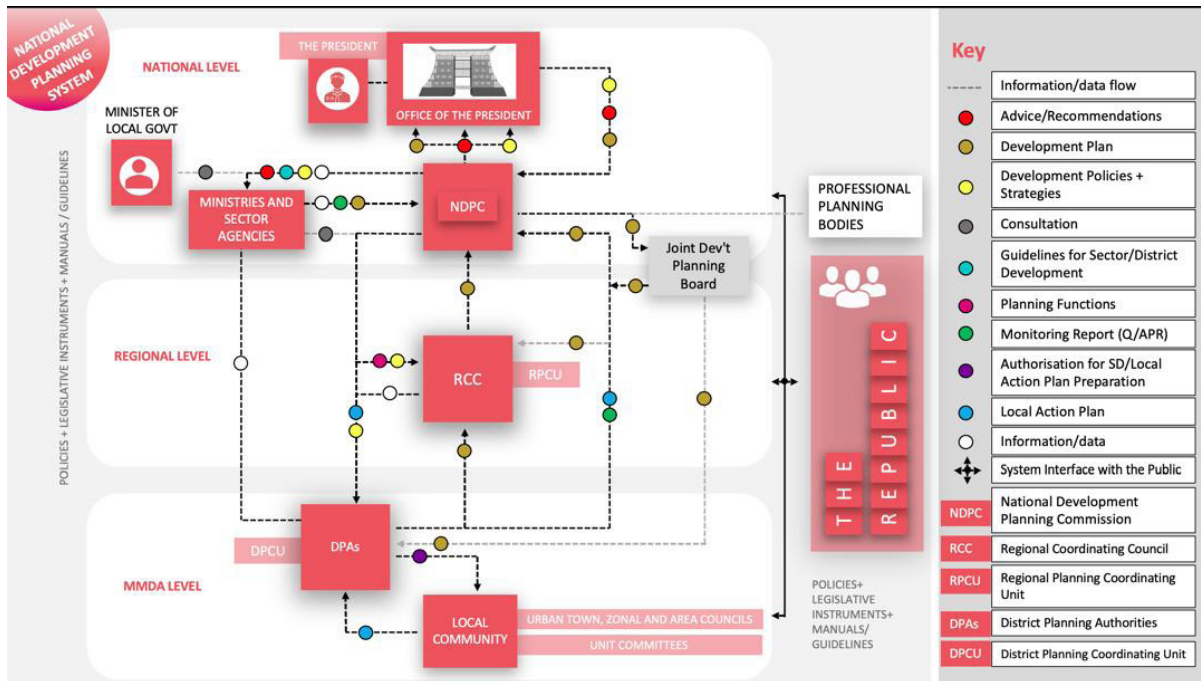 NATIONAL
DEVELOPMENT
PLANNING
SYSTEM
POLICIES + LEGISLATIVE INSTRUMENTS + MANUALS / GUIDELINES
NATIONAL LEVEL
THE PRESIDENT
OFFICE OF THE PRESIDENT
MINISTER OF
LOCAL GOVT
MINISTRIES AND
SECTOR
AGENCIES
NDPC
Joint Dev't
Planning
Board
PROFESSIONAL
PLANNING
BODIES
REGIONAL LEVEL
RCC
RPCU
THE
REPUBLIC
MMDA LEVEL
DPCU
DPAs
LOCAL
COMMUNITY
URBAN TOWN, ZONAL AND AREA COUNCILS
UNIT COMMITTEES
POLICIES+
LEGISLATIVE
INSTRUMENTS+
MANUALS/
GUIDELINES
Key
Information/data flow
Advice/Recommendations
Development Plan
Development Policies +
Strategies
Consultation
Guidelines for Sector/District
Development
Planning Functions
Monitoring Report (Q/APR)
Authorisation for SD/Local
Action Plan Preparation
Local Action Plan
Information/data
System Interface with the Public
NDPC
National Development
Planning Commission
RCC
Regional Coordinating Council
RPCU
Regional Planning Coordinating
Unit
DPAs
District Planning Authorities
DPCU
District Planning Coordinating Unit